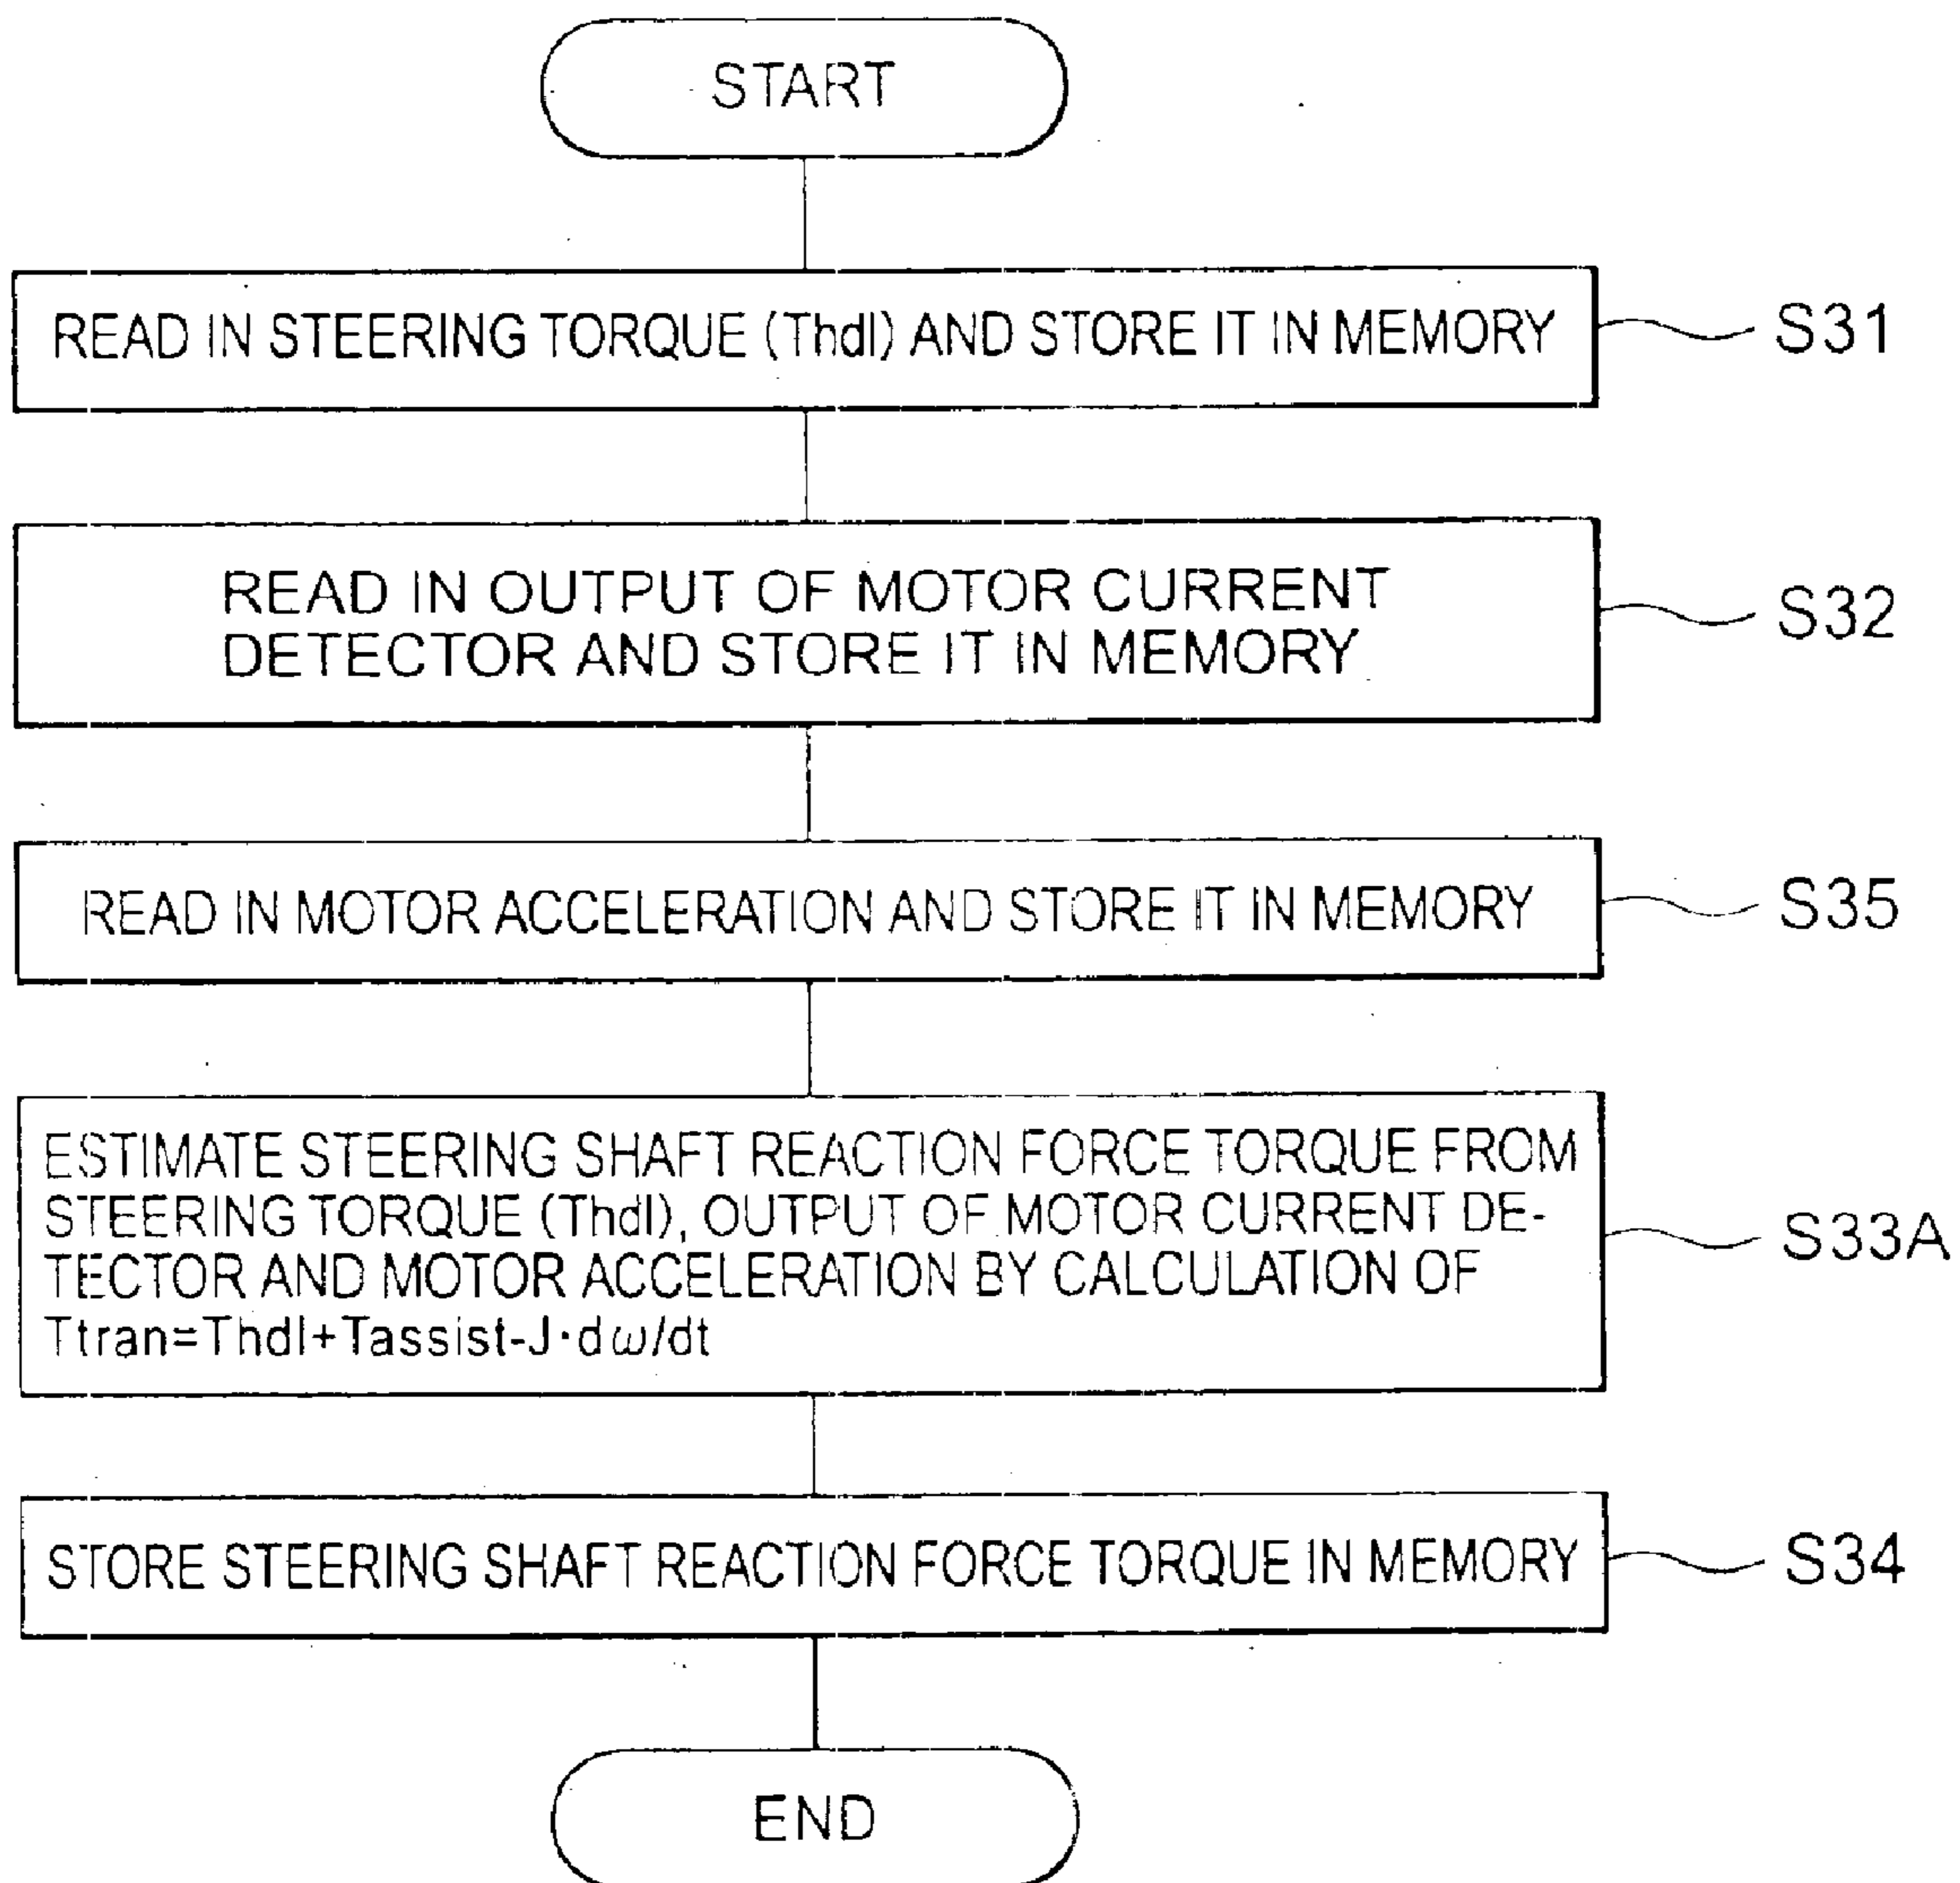 START
READ IN STEERING TORQUE (Thdl) AND STORE IT IN MEMORY
S31
READ IN OUTPUT OF MOTOR CURRENT
DETECTOR AND STORE IT IN MEMORY
S32
READ IN MOTOR ACCELERATION AND STORE IT IN MEMORY
S35
ESTIMATE STEERING SHAFT REACTION FORCE TORQUE FROM
STEERING TORQUE (Thdl), OUTPUT OF MOTOR CURRENT DE-
TECTOR AND MOTOR ACCELERATION BY CALCULATION OF
Ttran=Thdl+Tassist-J·dω/dt
S33A
STORE STEERING SHAFT REACTION FORCE TORQUE IN MEMORY
S34
END